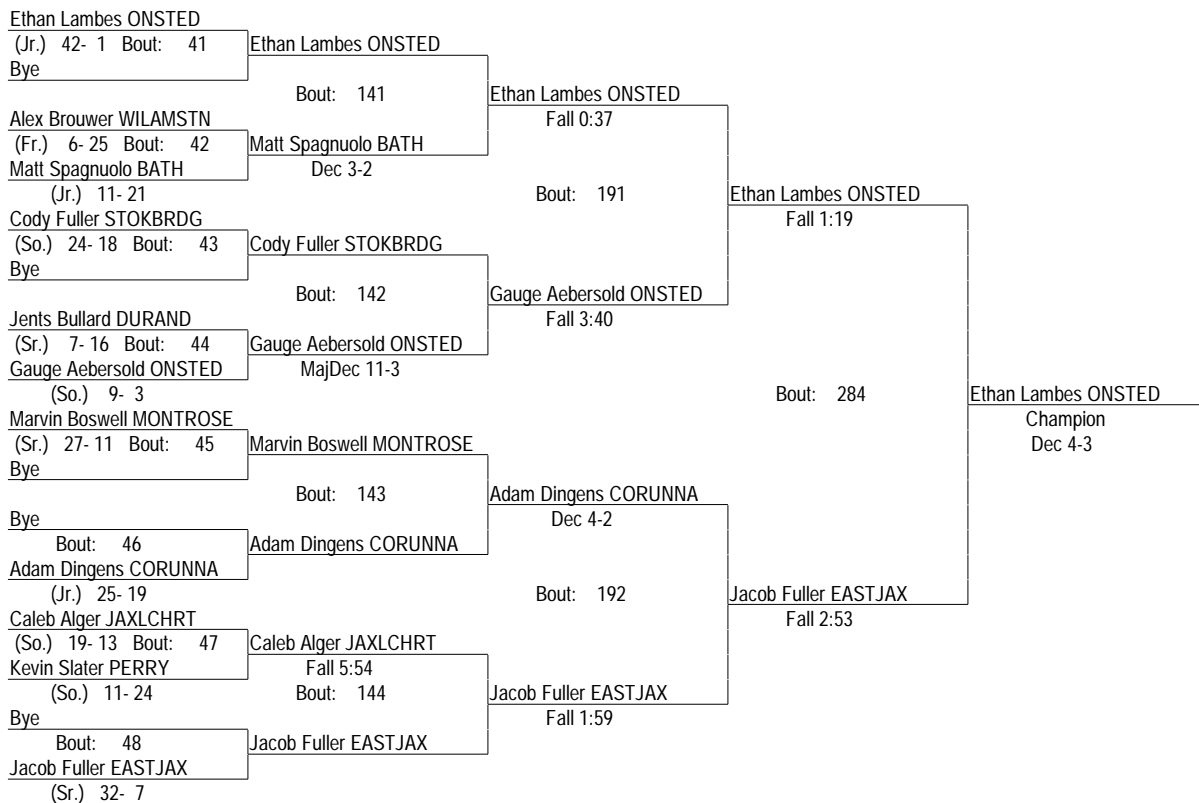 Ethan Lambes ONSTED
(Jr.) 42- 1 Bout: 41
Ethan Lambes ONSTED
Bye
Bout: 141
Ethan Lambes ONSTED
Alex Brouwer WILAMSTN
Fall 0:37
(Fr.) 6- 25 Bout: 42
Matt Spagnuolo BATH
Matt Spagnuolo BATH
Dec 3-2
(Jr.) 11- 21
Bout: 191
Ethan Lambes ONSTED
Cody Fuller STOKBRDG
Fall 1:19
(So.) 24- 18 Bout: 43
Cody Fuller STOKBRDG
Bye
Bout: 142
Gauge Aebersold ONSTED
Jents Bullard DURAND
Fall 3:40
(Sr.) 7- 16 Bout: 44
Gauge Aebersold ONSTED
Gauge Aebersold ONSTED
MajDec 11-3
(So.) 9- 3
Bout: 284
Ethan Lambes ONSTED
Marvin Boswell MONTROSE
Champion
(Sr.) 27- 11 Bout: 45
Marvin Boswell MONTROSE
Dec 4-3
Bye
Bout: 143
Adam Dingens CORUNNA
Bye
Dec 4-2
Bout: 46
Adam Dingens CORUNNA
Adam Dingens CORUNNA
(Jr.) 25- 19
Bout: 192
Jacob Fuller EASTJAX
Caleb Alger JAXLCHRT
Fall 2:53
(So.) 19- 13 Bout: 47
Caleb Alger JAXLCHRT
Kevin Slater PERRY
Fall 5:54
(So.) 11- 24
Bout: 144
Jacob Fuller EASTJAX
Bye
Fall 1:59
Bout: 48
Jacob Fuller EASTJAX
Jacob Fuller EASTJAX
(Sr.) 32- 7